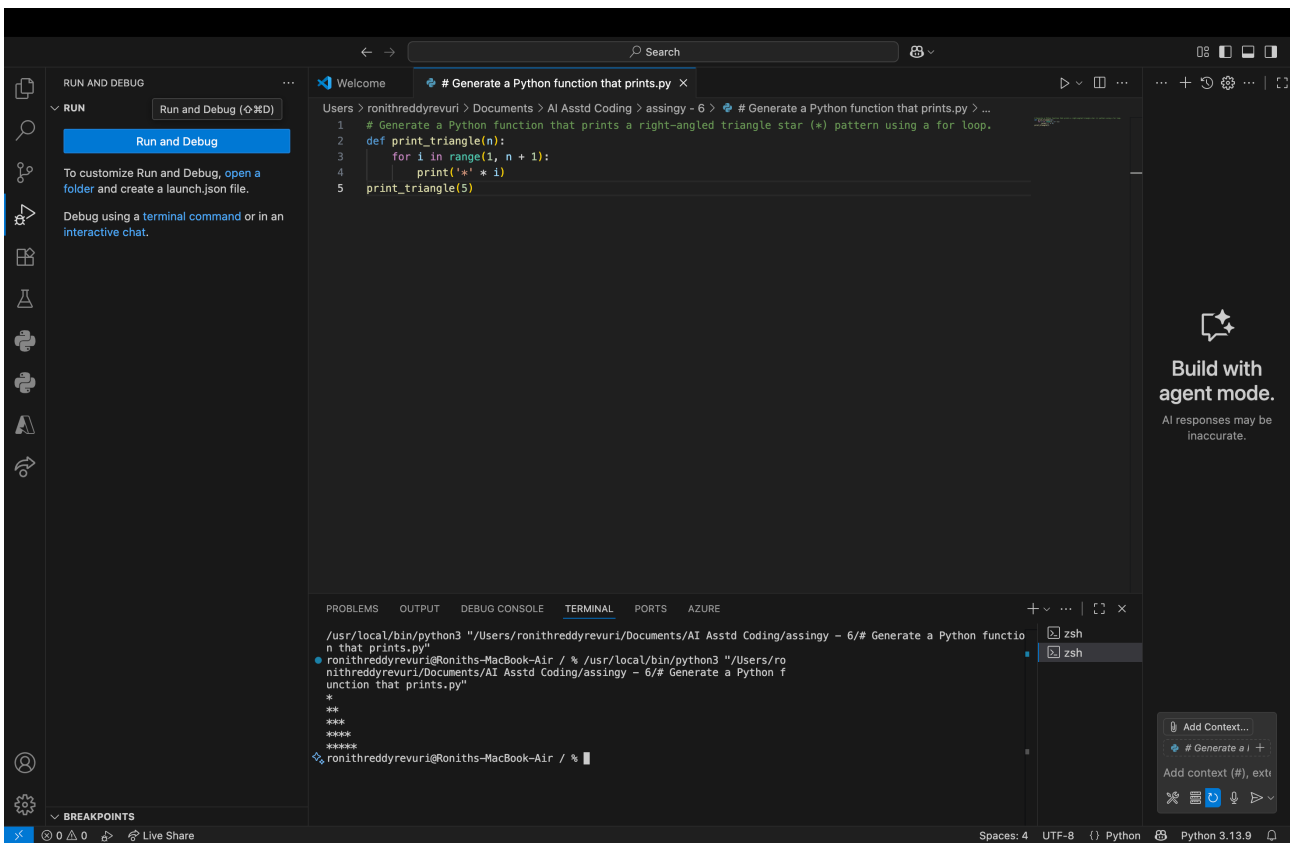 Search
RUN AND DEBUG
RUN
Run and Debug (⇧⌘D)
Run and Debug
To customize Run and Debug, open a
folder and create a launch.json file.
Debug using a terminal command or in an
interactive chat.
BREAKPOINTS
Welcome
# Generate a Python function that prints.py
Users > ronithreddyrevuri > Documents > AI Asstd Coding > assingy - 6 > # Generate a Python function that prints.py > ...
1 # Generate a Python function that prints a right-angled triangle star (*) pattern using a for loop.
2 def print_triangle(n):
3     for i in range(1, n + 1):
4         print('*' * i)
5 print_triangle(5)
PROBLEMS OUTPUT DEBUG CONSOLE TERMINAL PORTS AZURE
/usr/local/bin/python3 "/Users/ronithreddyrevuri/Documents/AI Asstd Coding/assingy - 6/# Generate a Python functio
n that prints.py"
ronithreddyrevuri@Roniths-MacBook-Air / % /usr/local/bin/python3 "/Users/ro
nithreddyrevuri/Documents/AI Asstd Coding/assingy - 6/# Generate a Python f
unction that prints.py"
*
**
***
****
*****
ronithreddyrevuri@Roniths-MacBook-Air / %
zsh
zsh
Build with
agent mode.
AI responses may be
inaccurate.
Add Context...
# Generate a
Add context (#), exte
0 0 Live Share
Spaces: 4 UTF-8 {} Python Python 3.13.9